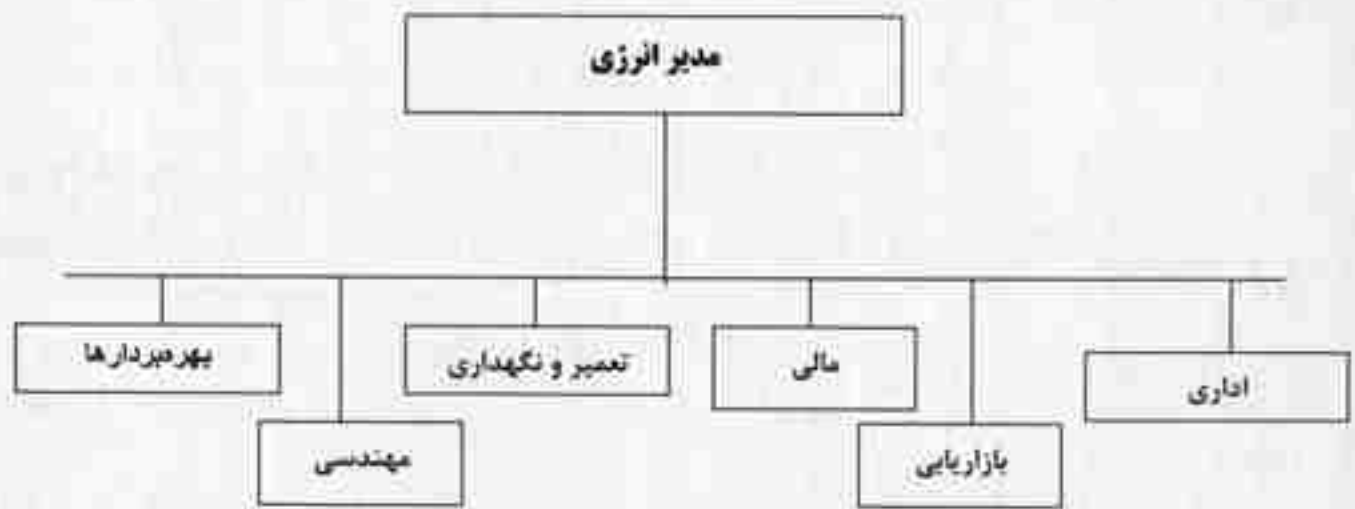 مدیر انرژی
اداری
مالی
تعمیر و نگهداری
بهره‌بردارها
بازاریابی
مهندسی